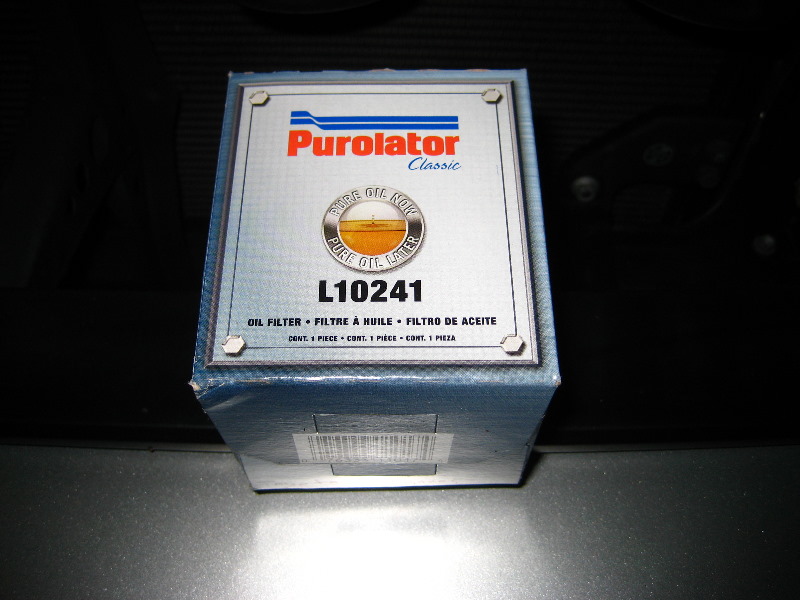 Purolator
Classic
PURE OIL NOW
PURE OIL LATER
L10241
OIL FILTER • FILTRE À HUILE • FILTRO DE ACEITE
CONT. 1 PIECE • CONT. 1 PIÈCE • CONT. 1 PIEZA